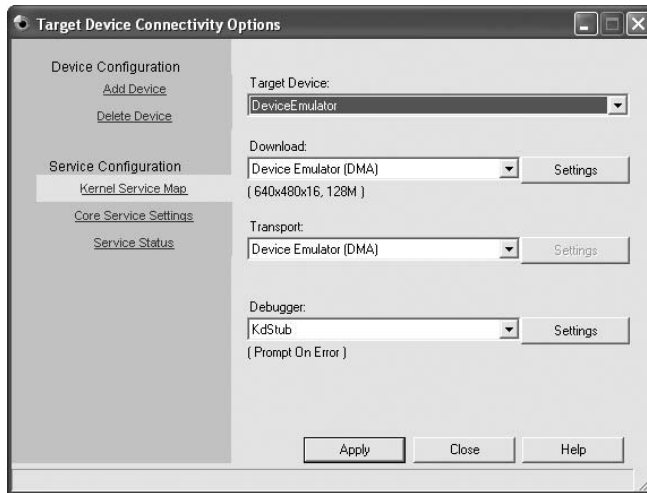 Target Device Connectivity Options
Device Configuration
Add Device
Delete Device
Service Configuration
Kernel Service Map
Core Service Settings
Service Status
Target Device:
DeviceEmulator
Download:
Device Emulator (DMA)
Settings
( 640x480x16, 128M )
Transport:
Device Emulator (DMA)
Settings
Debugger:
KdStub
Settings
( Prompt On Error )
Apply
Close
Help